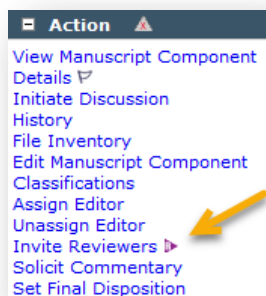 Action
View Manuscript Component
Details
Initiate Discussion
History
File Inventory
Edit Manuscript Component
Classifications
Assign Editor
Unassign Editor
Invite Reviewers
Solicit Commentary
Set Final Disposition